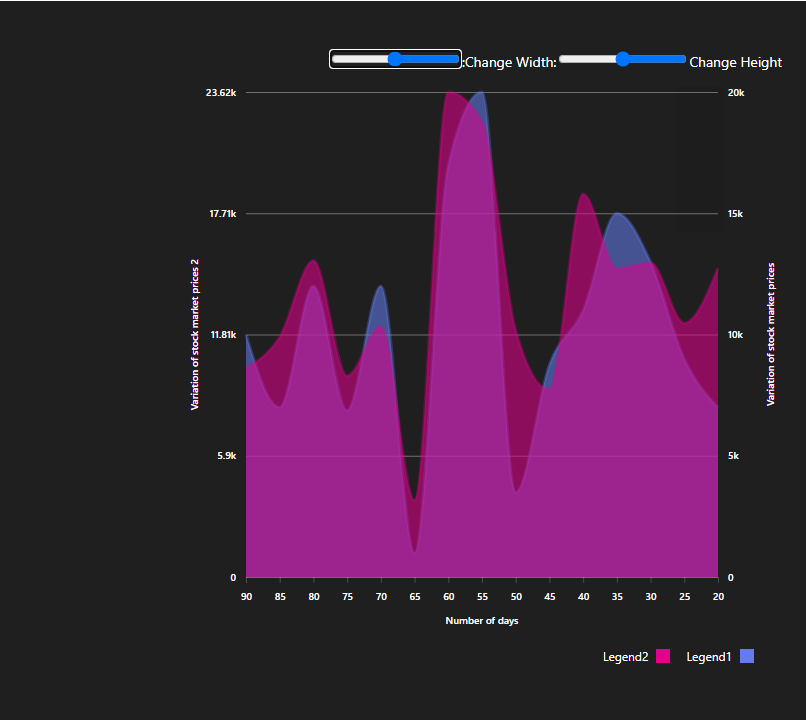 :Change Width: Change Height
23.62k
17.71k
11.81k
5.9k
0
Variation of stock market prices 2
20k
15k
10k
5k
0
Variation of stock market prices
90 85 80 75 70 65 60 55 50 45 40 35 30 25 20
Number of days
Legend2 Legend1